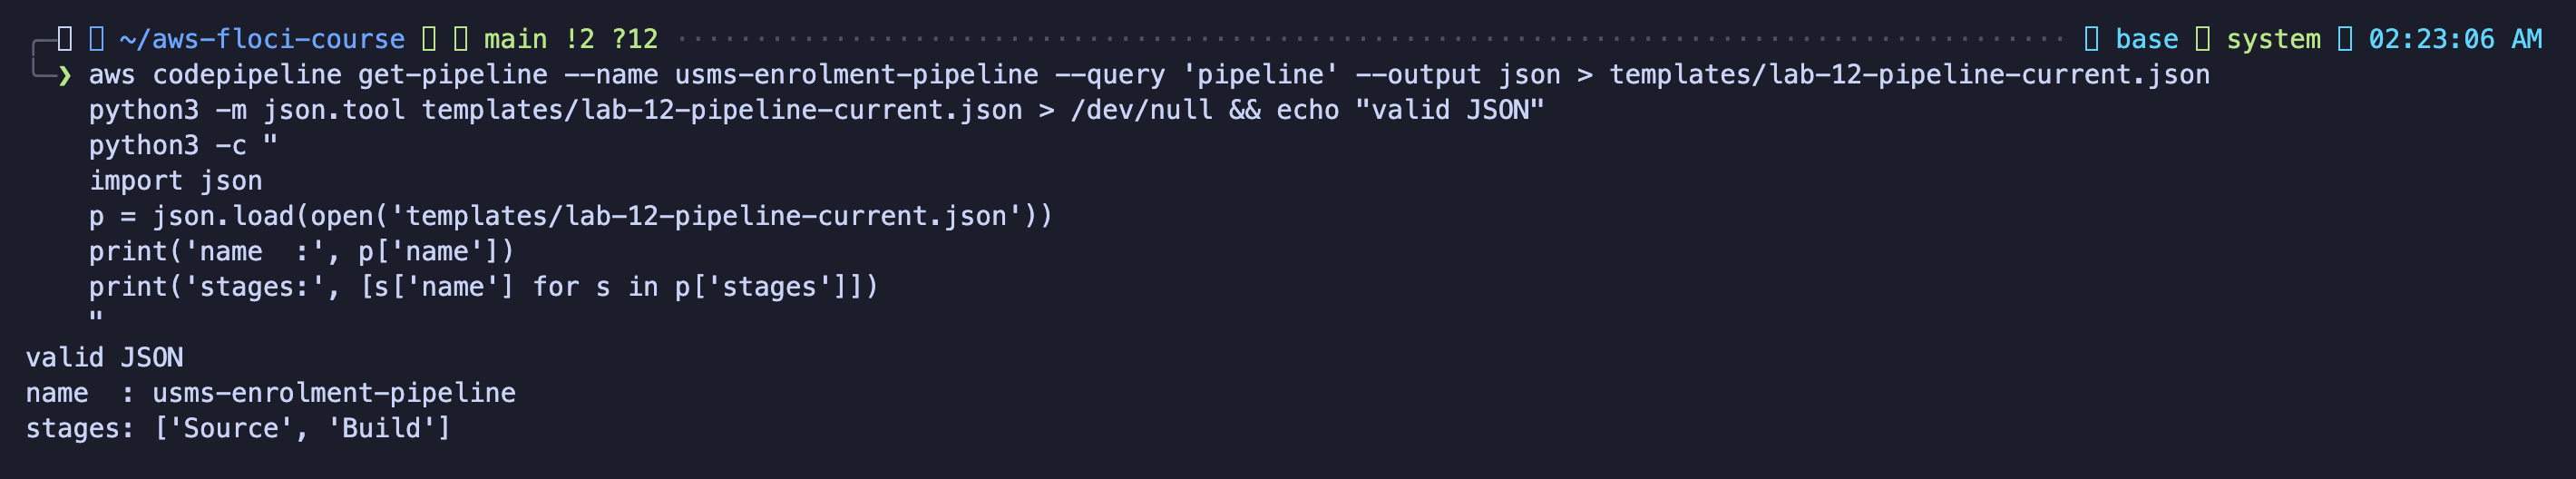 ~/aws-floci-course main !2 ?12 base system 02:23:06 AM
❯ aws codepipeline get-pipeline --name usms-enrolment-pipeline --query 'pipeline' --output json > templates/lab-12-pipeline-current.json
python3 -m json.tool templates/lab-12-pipeline-current.json > /dev/null && echo "valid JSON"
python3 -c "
import json
p = json.load(open('templates/lab-12-pipeline-current.json'))
print('name  :', p['name'])
print('stages:', [s['name'] for s in p['stages']])
"
valid JSON
name  : usms-enrolment-pipeline
stages: ['Source', 'Build']